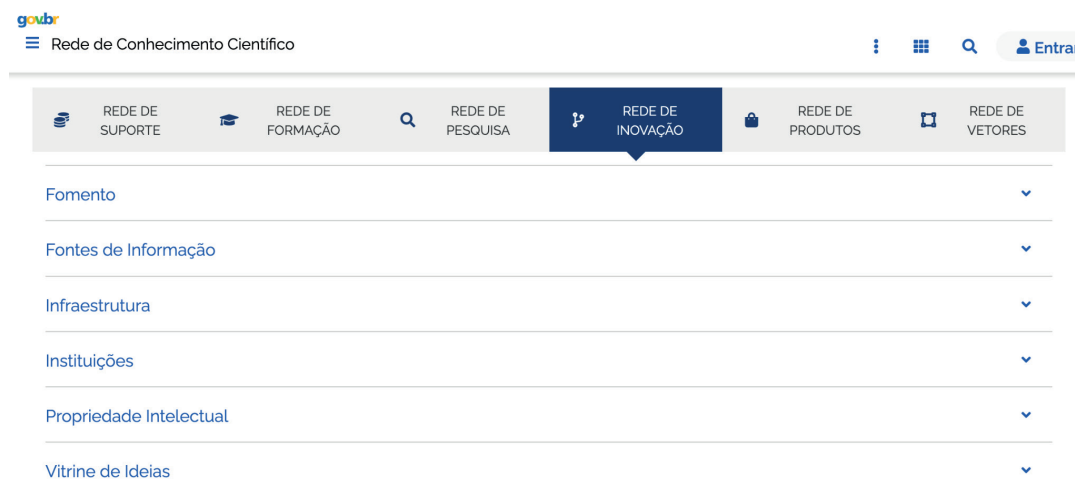 gov.br
Rede de Conhecimento Científico
Entrar
REDE DE
SUPORTE
REDE DE
FORMAÇÃO
REDE DE
PESQUISA
REDE DE
INOVAÇÃO
REDE DE
PRODUTOS
REDE DE
VETORES
Fomento
Fontes de Informação
Infraestrutura
Instituições
Propriedade Intelectual
Vitrine de Ideias